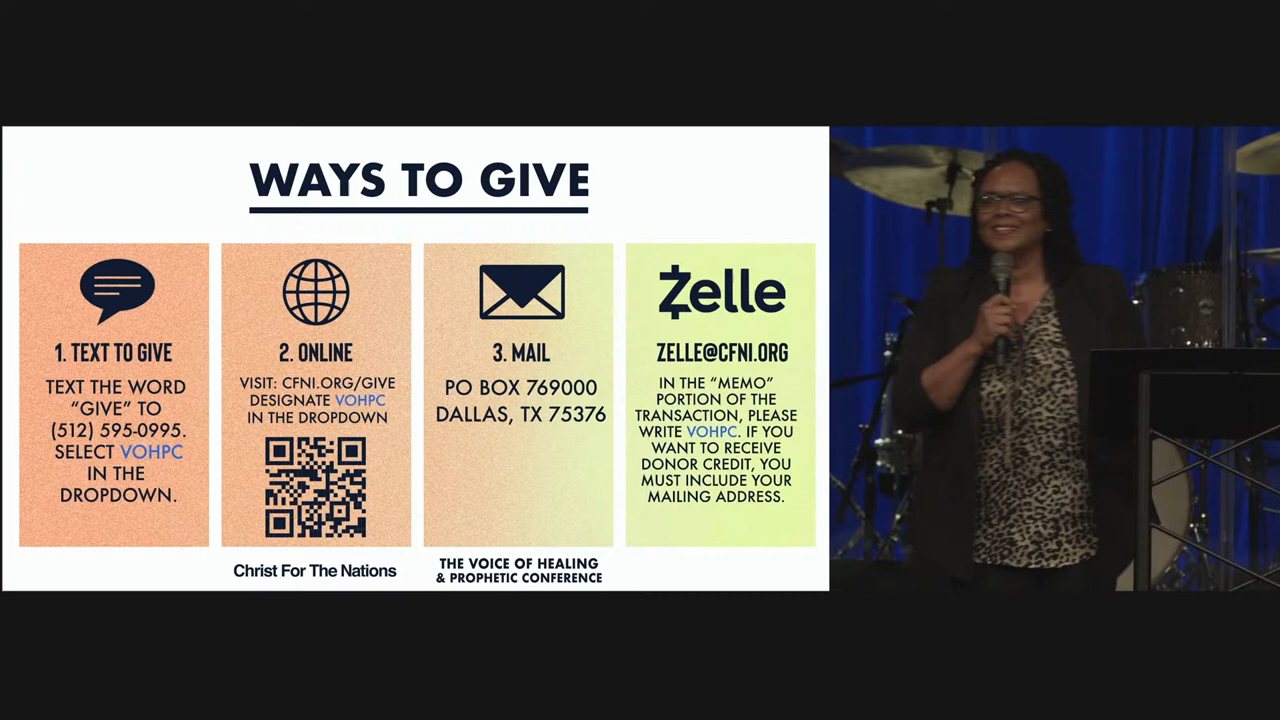 WAYS TO GIVE
1. TEXT TO GIVE
TEXT THE WORD
“GIVE” TO
(512) 595-0995.
SELECT VOHPC
IN THE
DROPDOWN.
2. ONLINE
VISIT: CFNI.ORG/GIVE
DESIGNATE VOHPC
IN THE DROPDOWN
3. MAIL
PO BOX 769000
DALLAS, TX 75376
Zelle
ZELLE@CFNI.ORG
IN THE “MEMO”
PORTION OF THE
TRANSACTION, PLEASE
WRITE VOHPC. IF YOU
WANT TO RECEIVE
DONOR CREDIT, YOU
MUST INCLUDE YOUR
MAILING ADDRESS.
Christ For The Nations
THE VOICE OF HEALING
& PROPHETIC CONFERENCE